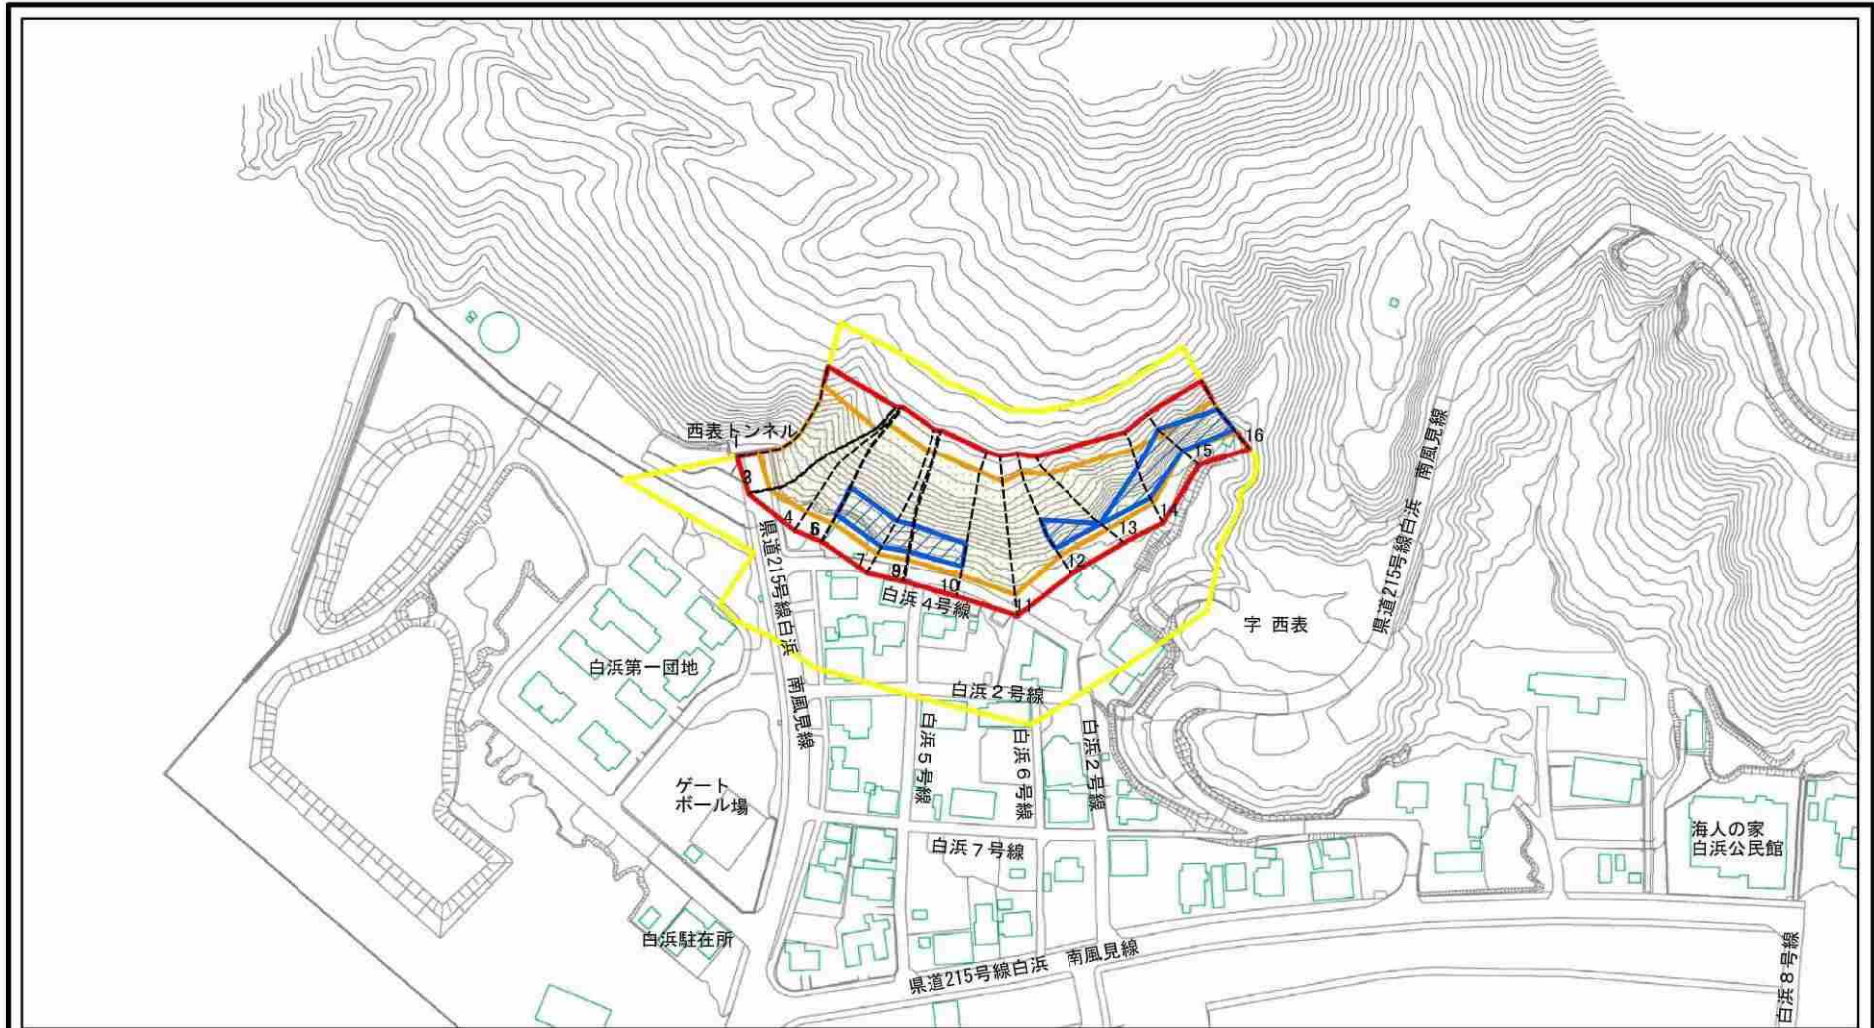 西表トンネル
1
3
4
5
6
7
9
10
11
12
13
14
15
16
県道215号線白浜　南風見線
県道215号線白浜　南風見線
白浜４号線
字 西表
白浜第一団地
白浜２号線
白浜５号線
白浜６号線
白浜２号線
ゲート
ボール場
白浜７号線
海人の家
白浜公民館
白浜駐在所
県道215号線白浜　南風見線
白浜８号線